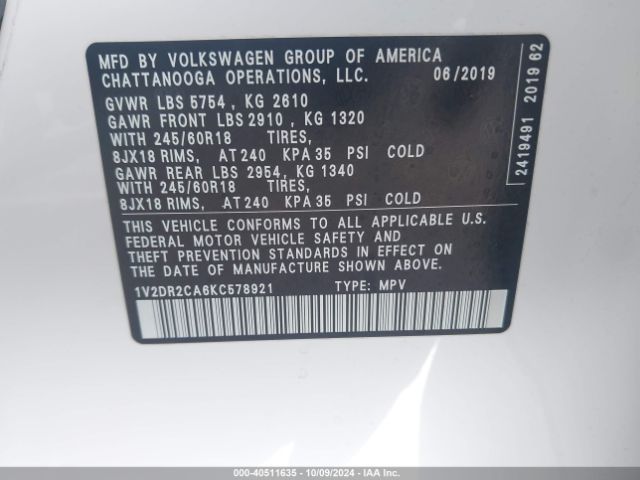 MFD BY VOLKSWAGEN GROUP OF AMERICA
CHATTANOOGA OPERATIONS, LLC. 06/2019
GVWR LBS 5754 , KG 2610
GAWR FRONT LBS 2910 , KG 1320
WITH 245/60R18 TIRES,
8JX18 RIMS, AT 240 KPA 35 PSI COLD
GAWR REAR LBS 2954, KG 1340
WITH 245/60R18 TIRES,
8JX18 RIMS, AT 240 KPA 35 PSI COLD
THIS VEHICLE CONFORMS TO ALL APPLICABLE U.S.
FEDERAL MOTOR VEHICLE SAFETY AND
THEFT PREVENTION STANDARDS IN EFFECT ON
THE DATE OF MANUFACTURE SHOWN ABOVE.
1V2DR2CA6KC578921 TYPE: MPV
2419491 2019 62
000-40511635 - 10/09/2024 - IAAI.com